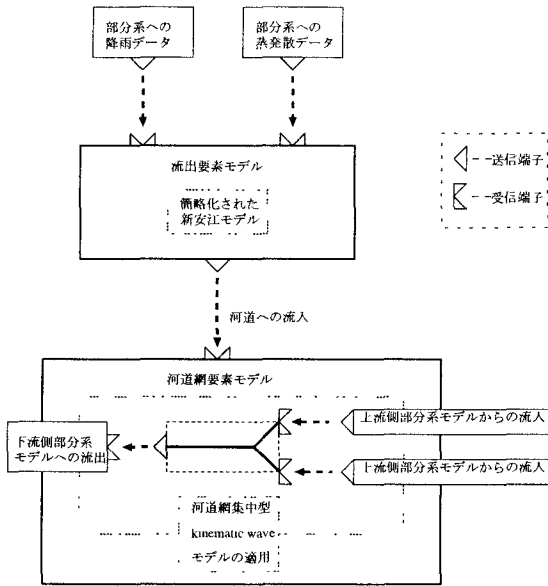 部分系への
降雨データ
部分系への
蒸発散データ
流出要素モデル
簡略化された
新安江モデル
送信端子
受信端子
河道への流入
河道網要素モデル
上流側部分系モデルからの流入
下流側部分系
モデルへの流出
上流側部分系モデルからの流入
河道網集中型
kinematic wave
モデルの適用